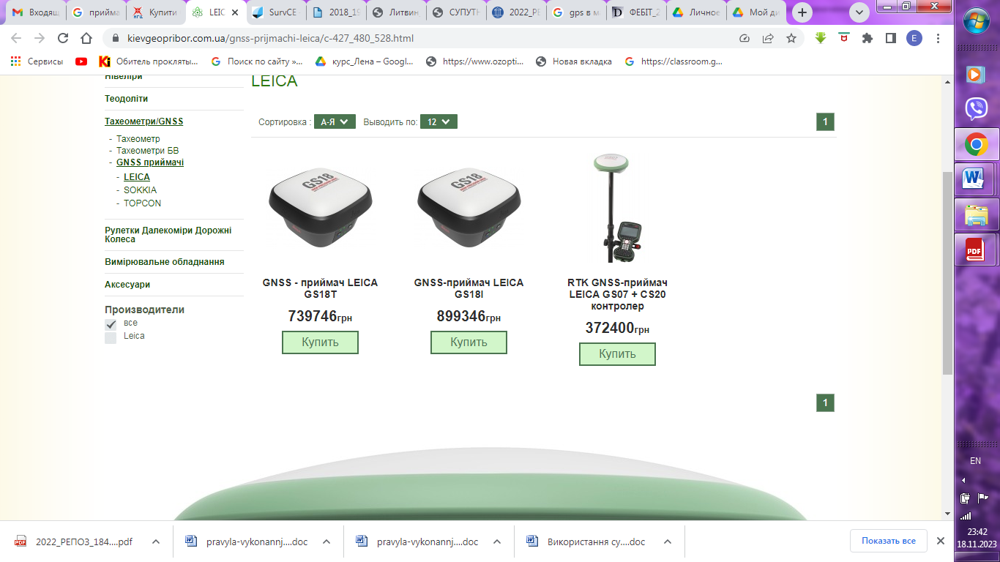 Входящ
прийма
Купити
LEIC
SurvCE
2018_19
Литвин
СУПУТН
2022_РЕ
gps в м
ФЕБІТ_2
Личное
Мой ди
kievgeopribor.com.ua/gnss-prijmachi-leica/c-427_480_528.html
E
Сервисы
Обитель прокляты...
Поиск по сайту »...
курс_Лена – Googl...
https://www.ozopti...
Новая вкладка
https://classroom.g...
Нівеліри
Теодоліти
Тахеометри/GNSS
- Тахеометр
- Тахеометри БВ
- GNSS приймачі
- LEICA
- SOKKIA
- TOPCON
Рулетки Далекоміри Дорожні
Колеса
Вимірювальне обладнання
Аксесуари
Производители
все
Leica
LEICA
Сортировка : А-Я Выводить по: 12
1
GS18
GS18
GNSS - приймач LEICA
GS18T
739746грн
Купить
GNSS-приймач LEICA
GS18I
899346грн
Купить
RTK GNSS-приймач
LEICA GS07 + CS20
контролер
372400грн
Купить
1
2022_РЕПОЗ_184....pdf
pravyla-vykonannj....doc
pravyla-vykonannj....doc
Використання су....doc
Показать все
PDF
EN
23:42
18.11.2023